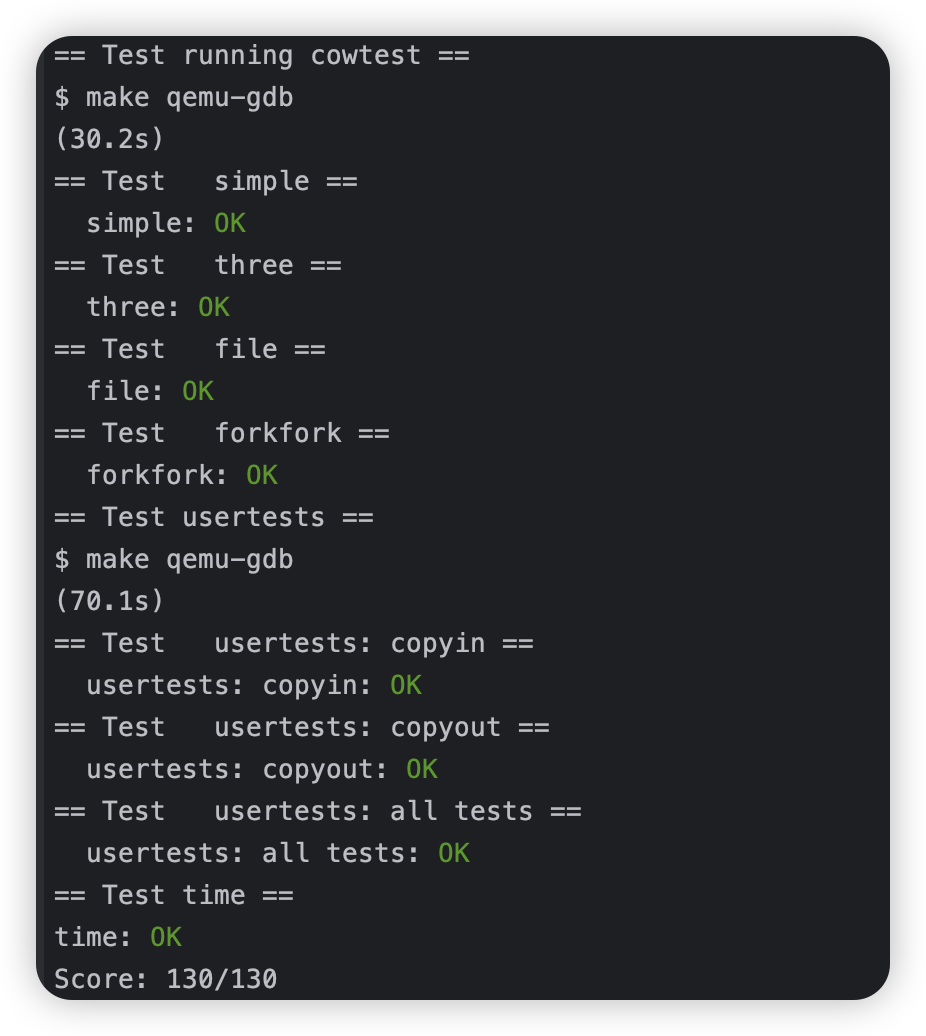 == Test running cowtest ==
$ make qemu-gdb
(30.2s)
== Test   simple ==
  simple: OK
== Test   three ==
  three: OK
== Test   file ==
  file: OK
== Test   forkfork ==
  forkfork: OK
== Test usertests ==
$ make qemu-gdb
(70.1s)
== Test   usertests: copyin ==
  usertests: copyin: OK
== Test   usertests: copyout ==
  usertests: copyout: OK
== Test   usertests: all tests ==
  usertests: all tests: OK
== Test time ==
time: OK
Score: 130/130